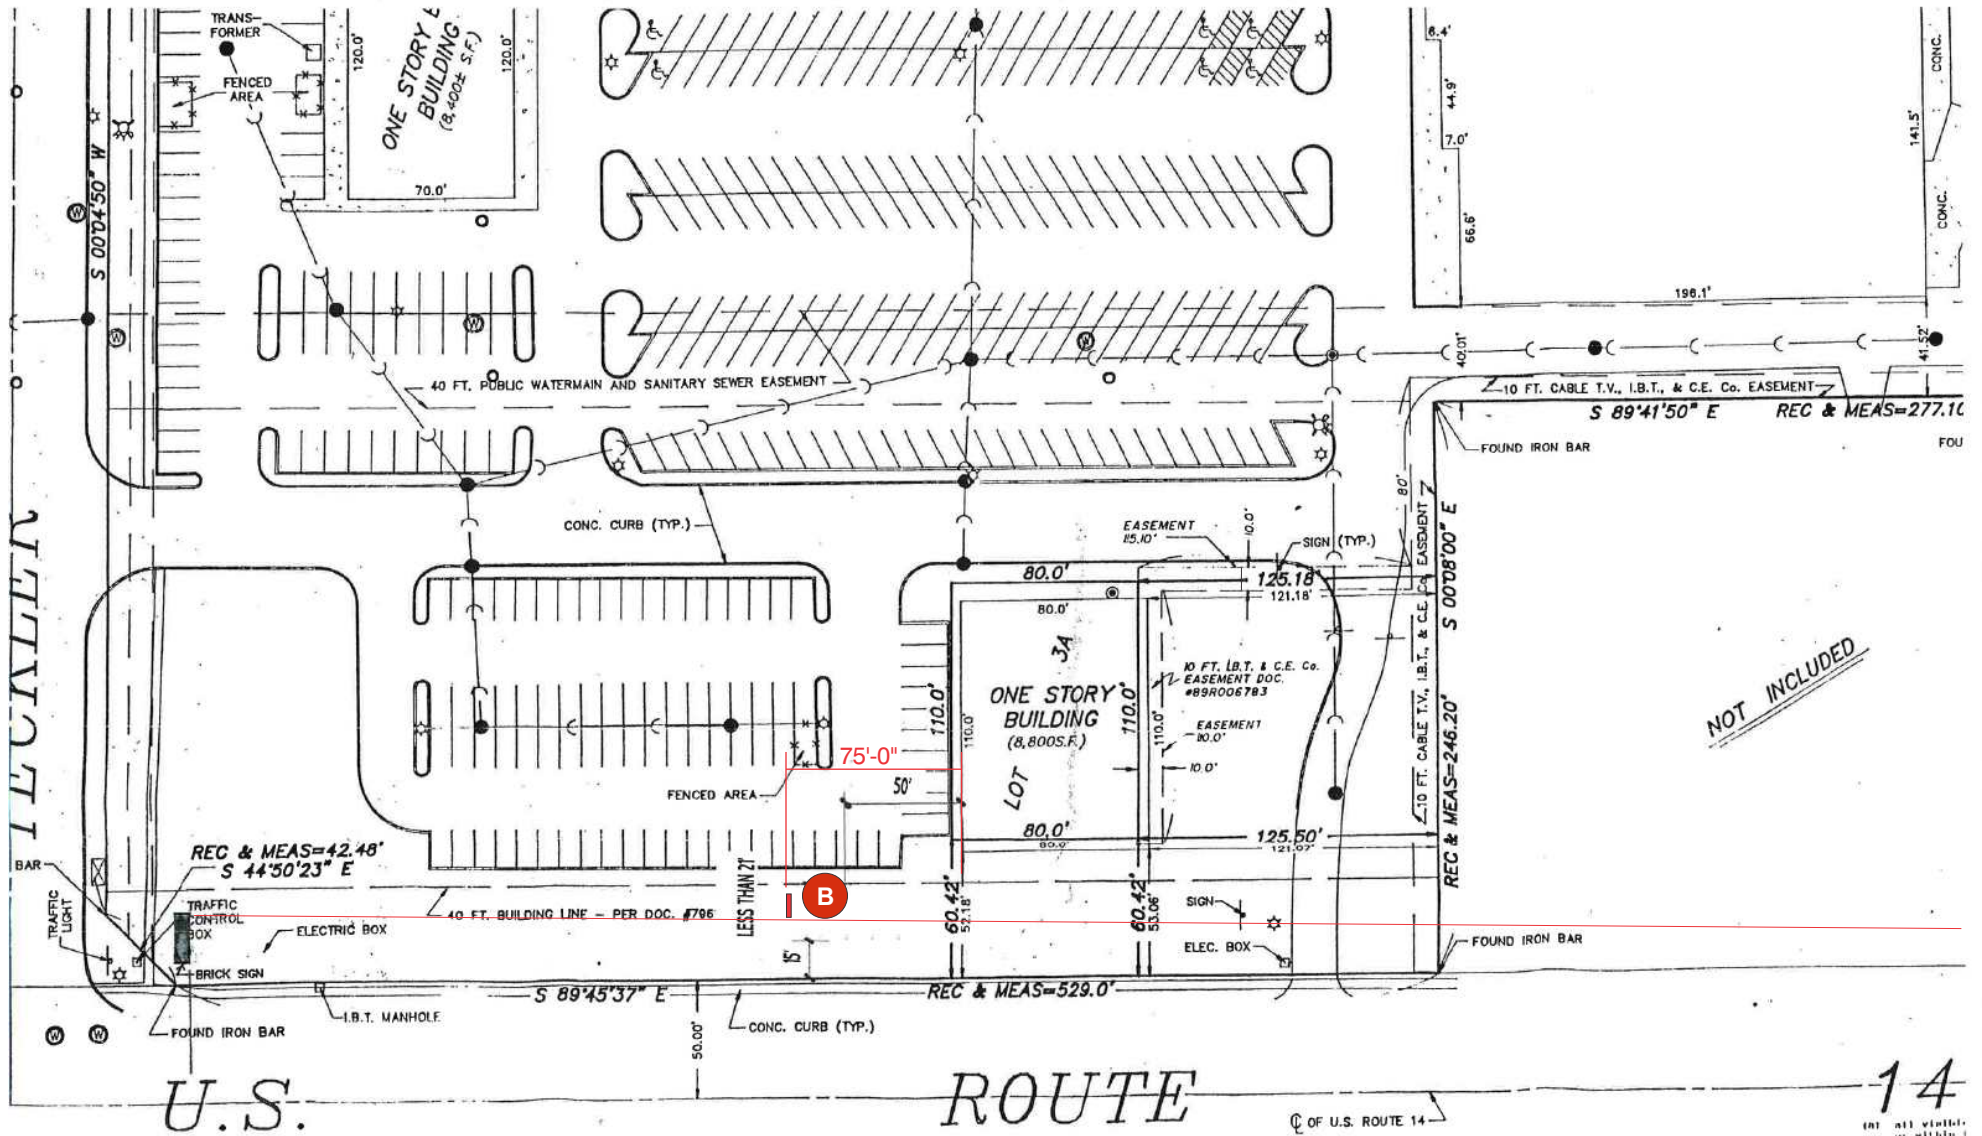 TRANS-
FORMER
FENCED
AREA
120.0'
ONE STORY
BUILDING
(8,400± S.F.)
120.0'
70.0'
S 00°04'50" W
6.4'
44.9'
7.0'
66.6'
141.5'
CONC.
CONC.
196.1'
40.01'
41.52'
40 FT. PUBLIC WATERMAIN AND SANITARY SEWER EASEMENT
10 FT. CABLE T.V., I.B.T., & C.E. Co. EASEMENT
S 89°41'50" E
REC & MEAS=277.10
FOUND IRON BAR
FOU
80'
CONC. CURB (TYP.)
EASEMENT
115.10'
10.0'
SIGN (TYP.)
80.0'
125.18'
121.18'
80.0'
10 FT. CABLE T.V., I.B.T., & C.E. Co. EASEMENT
S 00°08'00" E
REC & MEAS=246.20'
TECKLER
3A
LOT
ONE STORY
BUILDING
(8,800S.F.)
110.0'
110.0'
110.0'
110.0'
10 FT. I.B.T. & C.E. Co.
EASEMENT DOC.
#89R006783
EASEMENT
110.0'
10.0'
NOT INCLUDED
75'-0"
50'
FENCED AREA
80.0'
80.0'
125.50'
121.07'
REC & MEAS=42.48'
S 44°50'23" E
BAR
TRAFFIC
LIGHT
TRAFFIC
CONTROL
BOX
40 FT. BUILDING LINE - PER DOC. #796
LESS THAN 21'
B
60.42'
52.18'
60.42'
53.06'
SIGN
ELECTRIC BOX
ELEC. BOX
FOUND IRON BAR
15'
BRICK SIGN
S 89°45'37" E
REC & MEAS=529.0'
I.B.T. MANHOLE
FOUND IRON BAR
CONC. CURB (TYP.)
50.00'
W
W
W
W
W
W
U.S. ROUTE 14
℄ OF U.S. ROUTE 14